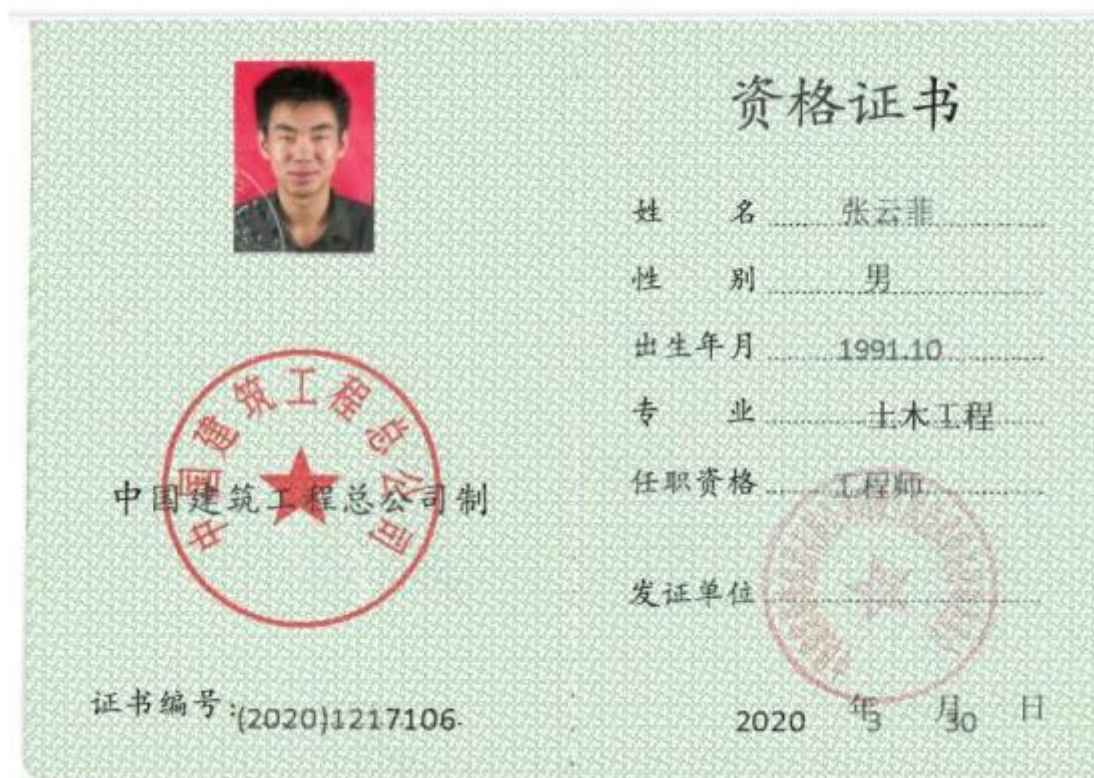 资格证书
姓 名 张云菲
性 别 男
出生年月 1991.10
专 业 土木工程
任职资格 工程师
发证单位
2020 年3 月30 日
中国建筑工程总公司
中国建筑工程总公司制
证书编号:(2020)1217106